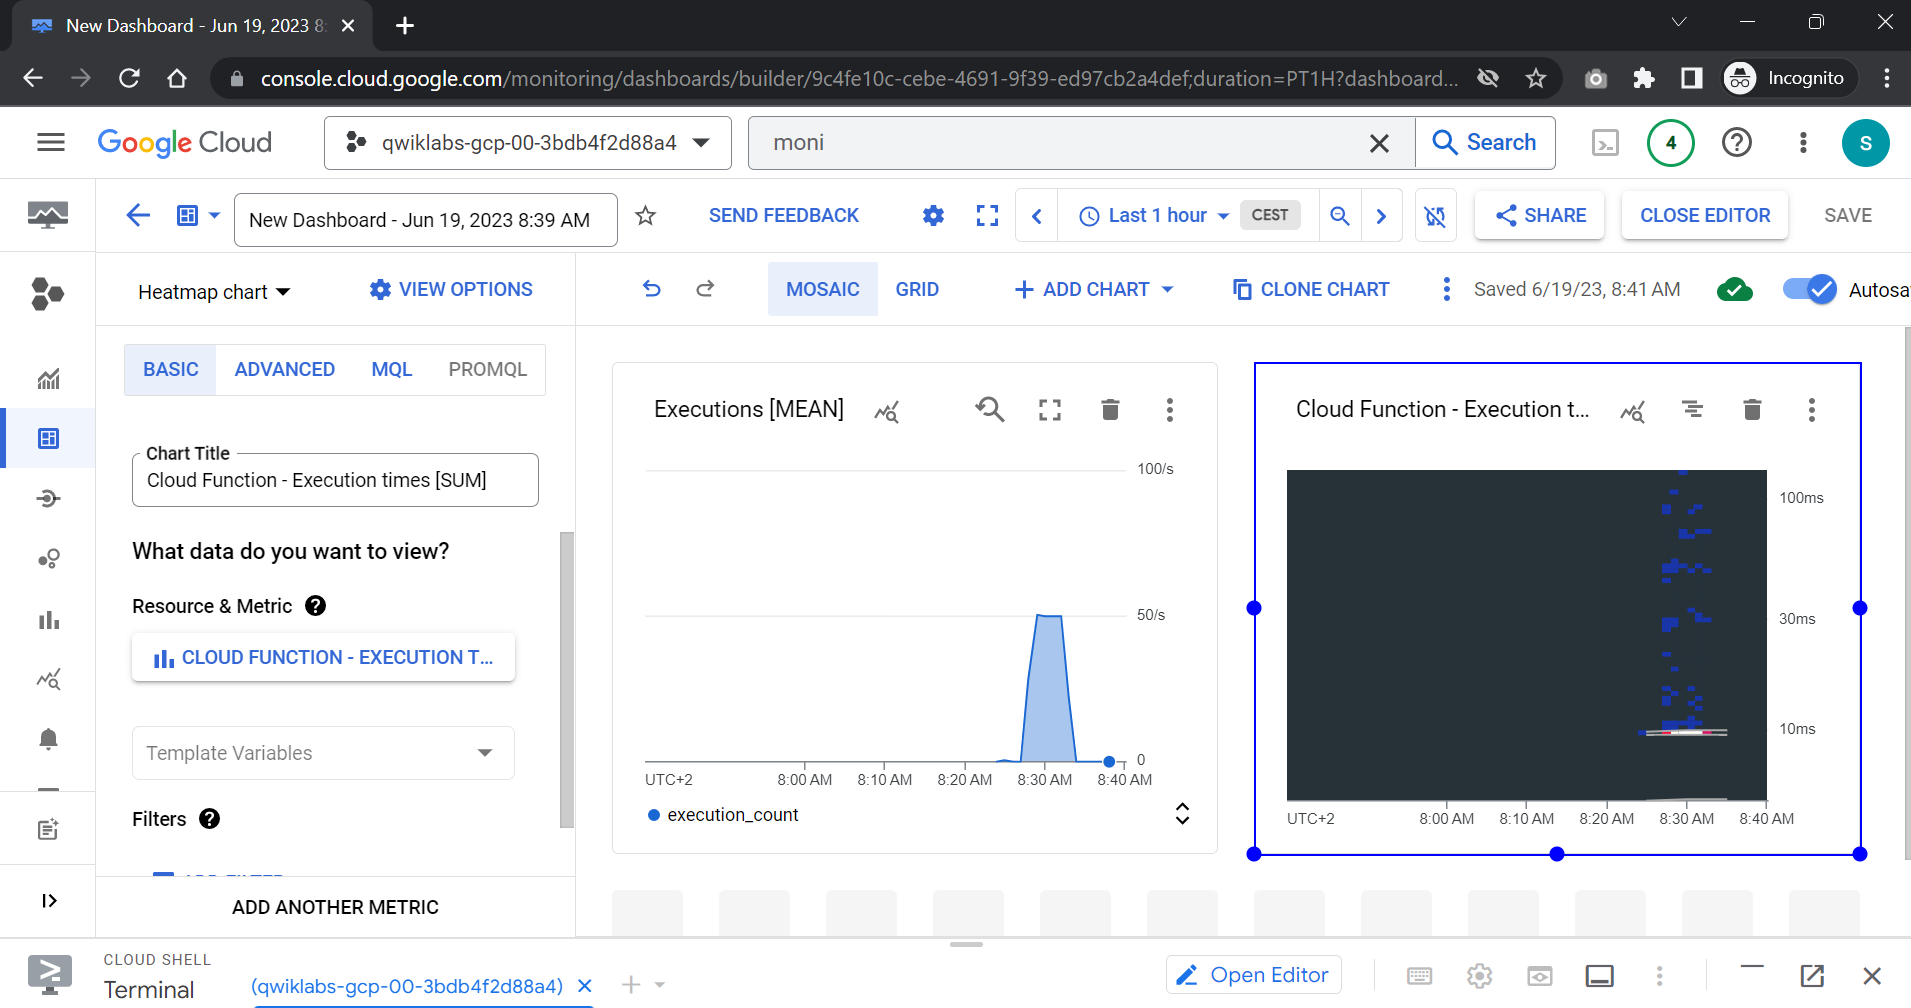 New Dashboard - Jun 19, 2023 8:
console.cloud.google.com/monitoring/dashboards/builder/9c4fe10c-cebe-4691-9f39-ed97cb2a4def;duration=PT1H?dashboard...
Incognito
Google Cloud
qwiklabs-gcp-00-3bdb4f2d88a4
moni
Search
4
S
New Dashboard - Jun 19, 2023 8:39 AM
SEND FEEDBACK
Last 1 hour
CEST
SHARE
CLOSE EDITOR
SAVE
Heatmap chart
VIEW OPTIONS
MOSAIC
GRID
ADD CHART
CLONE CHART
Saved 6/19/23, 8:41 AM
Autosa
BASIC
ADVANCED
MQL
PROMQL
Chart Title
Cloud Function - Execution times [SUM]
What data do you want to view?
Resource & Metric
CLOUD FUNCTION - EXECUTION T...
Template Variables
Filters
ADD FILTER
ADD ANOTHER METRIC
Executions [MEAN]
100/s
50/s
0
UTC+2
8:00 AM
8:10 AM
8:20 AM
8:30 AM
8:40 AM
execution_count
Cloud Function - Execution t...
100ms
30ms
10ms
UTC+2
8:00 AM
8:10 AM
8:20 AM
8:30 AM
8:40 AM
CLOUD SHELL
Terminal
(qwiklabs-gcp-00-3bdb4f2d88a4)
Open Editor